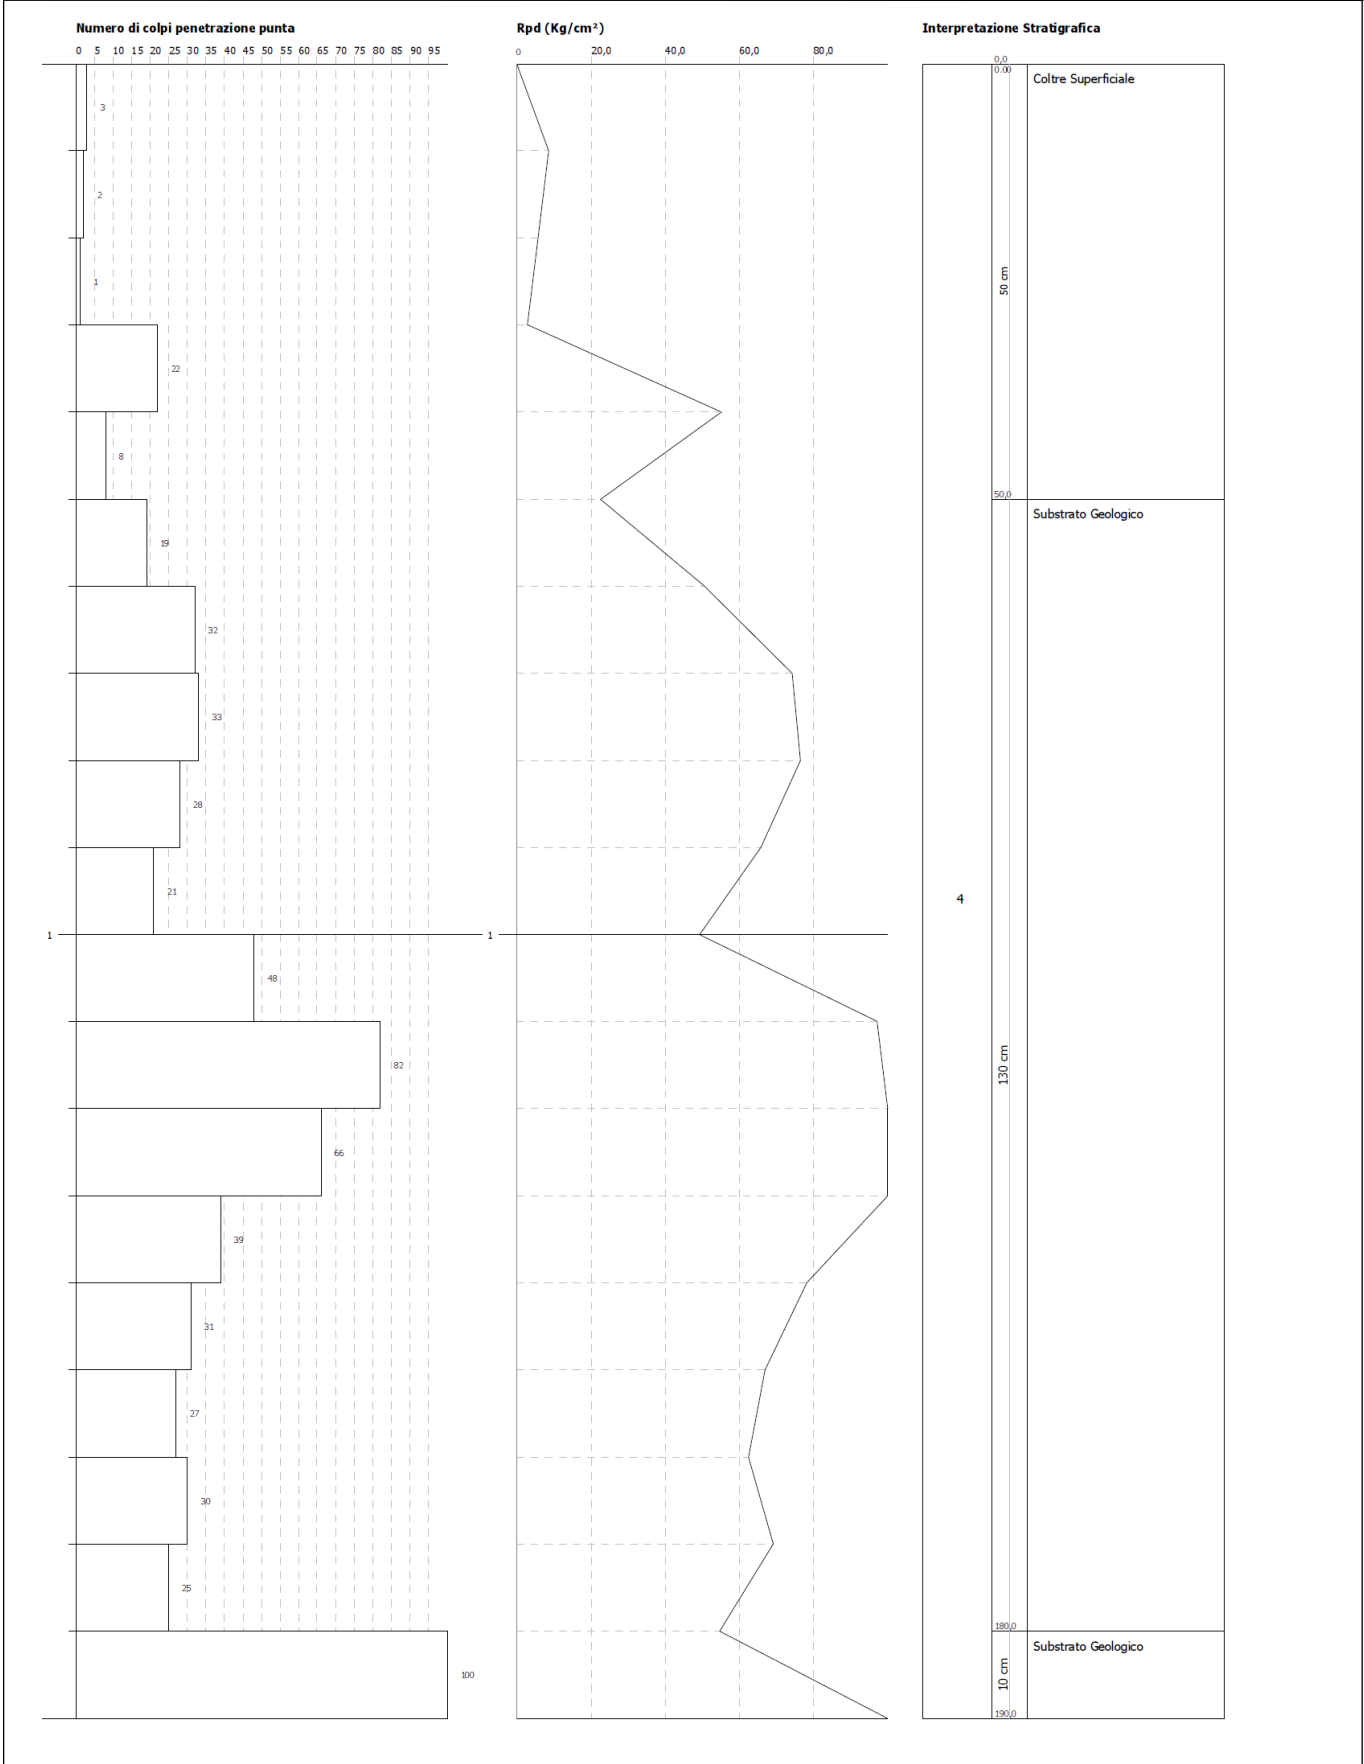 Numero di colpi penetrazione punta
Rpd (Kg/cm²)
Interpretazione Stratigrafica
0 5 10 15 20 25 30 35 40 45 50 55 60 65 70 75 80 85 90 95
0 20,0 40,0 60,0 80,0
0,0
0.00
Coltre Superficiale
3
2
1
50 cm
22
8
50,0
Substrato Geologico
19
32
33
28
21
4
1
1
48
82
130 cm
66
39
31
27
30
25
180,0
Substrato Geologico
100
10 cm
190,0